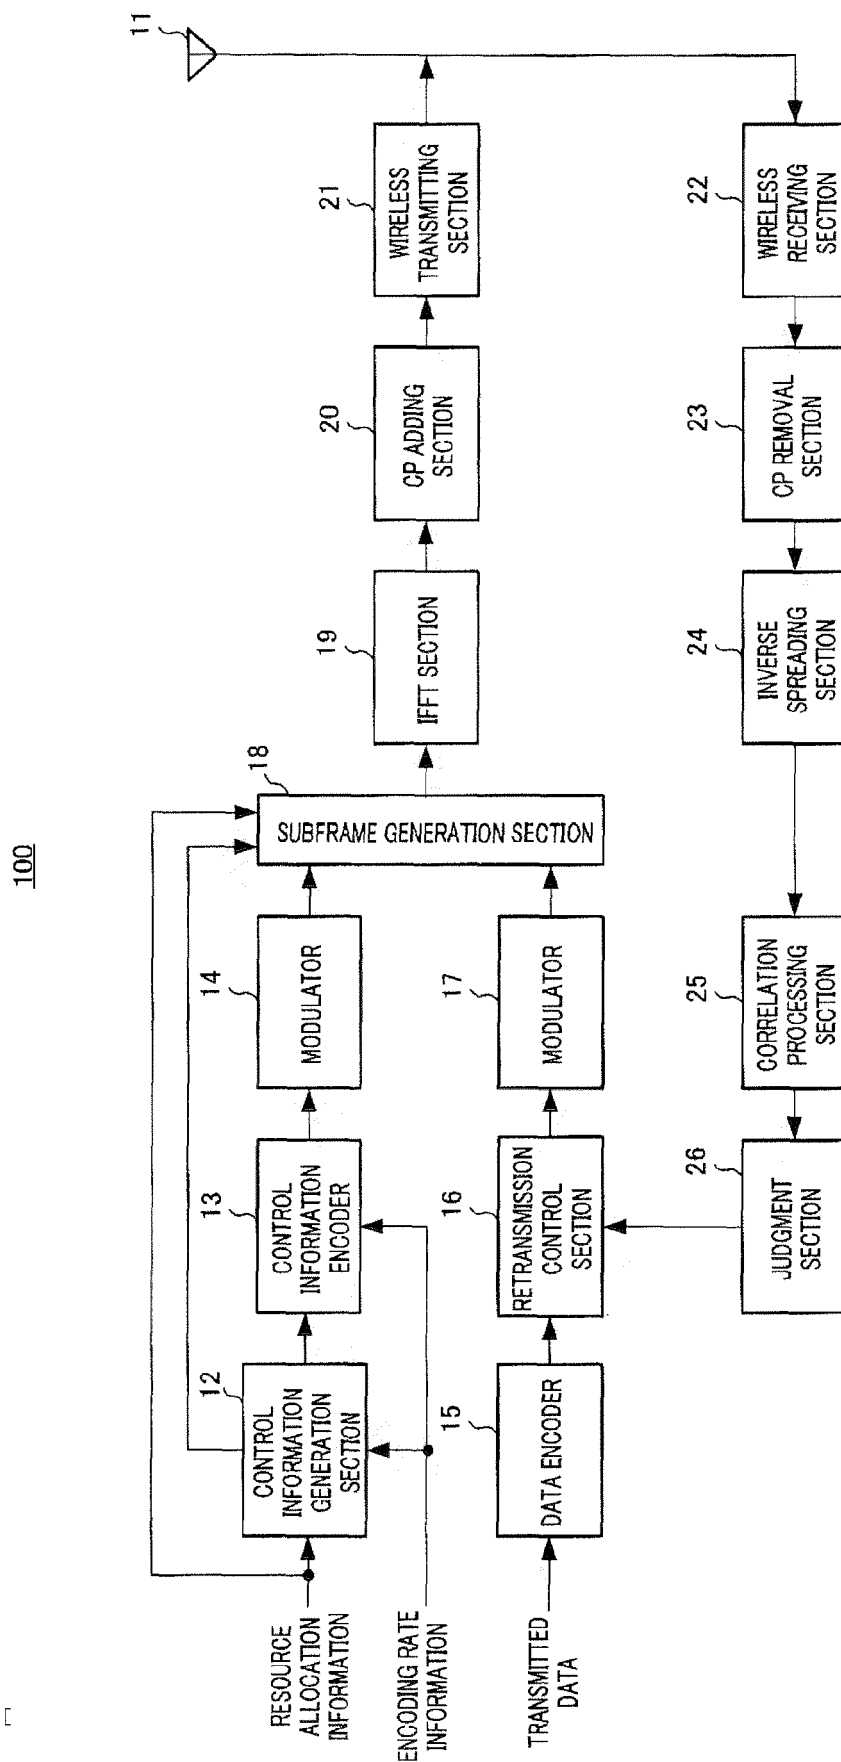 100
RESOURCE
ALLOCATION
INFORMATION
ENCODING RATE
INFORMATION
TRANSMITTED
DATA
12
CONTROL
INFORMATION
GENERATION
SECTION
13
CONTROL
INFORMATION
ENCODER
14
MODULATOR
15
DATA ENCODER
16
RETRANSMISSION
CONTROL
SECTION
17
MODULATOR
18
SUBFRAME GENERATION SECTION
19
IFFT SECTION
20
CP ADDING
SECTION
21
WIRELESS
TRANSMITTING
SECTION
11
22
WIRELESS
RECEIVING
SECTION
23
CP REMOVAL
SECTION
24
INVERSE
SPREADING
SECTION
25
CORRELATION
PROCESSING
SECTION
26
JUDGMENT
SECTION